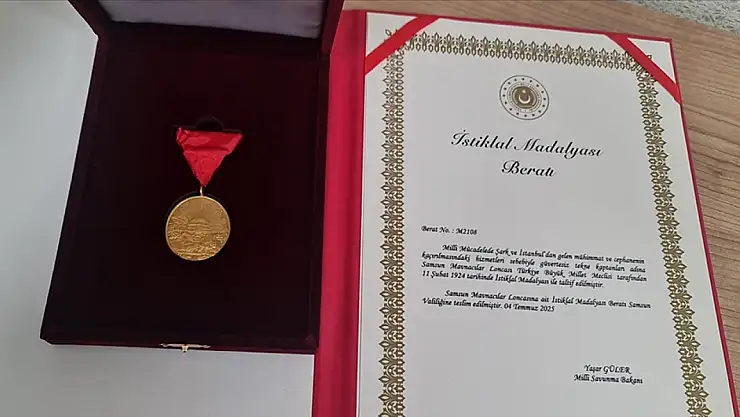 İstiklal Madalyası
Beratı
Berat No. : M2108
Milli Mücadelede Şark ve İstanbul'dan gelen mühimmat ve cephanenin
kaçırılmasındaki hizmetleri sebebiyle güvertesiz tekne kaptanları adına
Samsun Mavnacılar Loncası Türkiye Büyük Millet Meclisi tarafından
11 Şubat 1924 tarihinde İstiklal Madalyası ile taltif edilmiştir.
Samsun Mavnacılar Loncasına ait İstiklal Madalyası Beratı Samsun
Valiliğine teslim edilmiştir. 04 Temmuz 2025
Yaşar GÜLER
Milli Savunma Bakanı